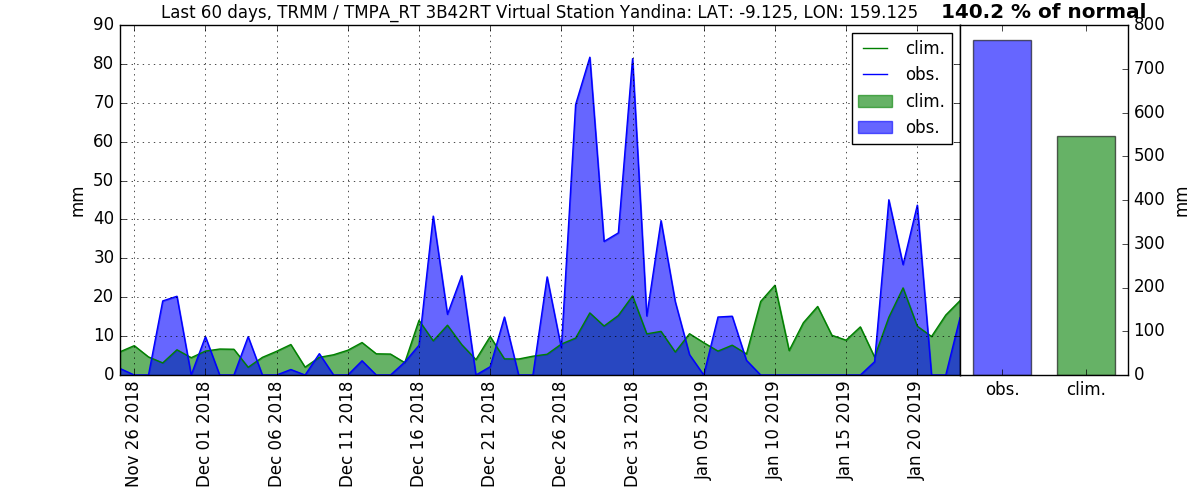 Last 60 days, TRMM / TMPA_RT 3B42RT Virtual Station Yandina: LAT: -9.125, LON: 159.125
140.2 % of normal
90
80
70
60
50
40
30
20
10
0
mm
clim.
obs.
clim.
obs.
Nov 26 2018
Dec 01 2018
Dec 06 2018
Dec 11 2018
Dec 16 2018
Dec 21 2018
Dec 26 2018
Dec 31 2018
Jan 05 2019
Jan 10 2019
Jan 15 2019
Jan 20 2019
800
700
600
500
400
300
200
100
0
mm
obs.
clim.